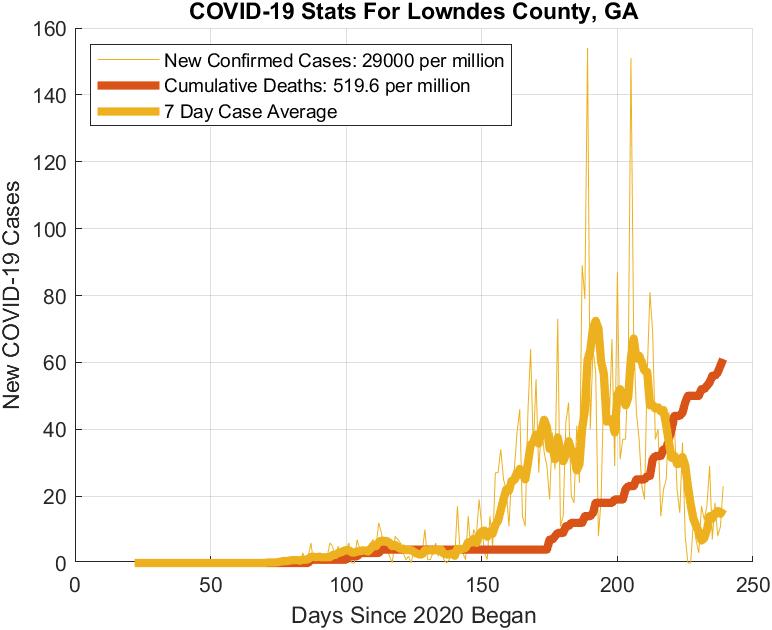 COVID-19 Stats For Lowndes County, GA
160
New Confirmed Cases: 29000 per million
Cumulative Deaths: 519.6 per million
7 Day Case Average
140
120
100
80
60
40
20
0
New COVID-19 Cases
0 50 100 150 200 250
Days Since 2020 Began